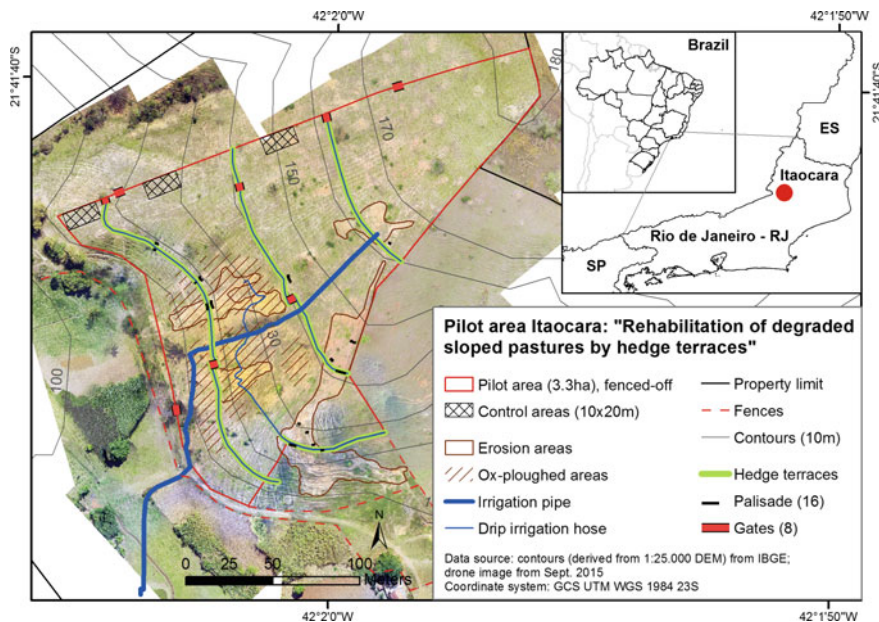 42°2'0"W
42°1'50"W
21°41'40"S
21°41'40"S
180
170
150
30
100
Brazil
ES
Itaocara
Rio de Janeiro - RJ
SP
Pilot area Itaocara: "Rehabilitation of degraded
sloped pastures by hedge terraces"
Pilot area (3.3ha), fenced-off
Control areas (10x20m)
Erosion areas
Ox-ploughed areas
Irrigation pipe
Drip irrigation hose
Property limit
Fences
Contours (10m)
Hedge terraces
Palisade (16)
Gates (8)
Data source: contours (derived from 1:25.000 DEM) from IBGE;
drone image from Sept. 2015
Coordinate system: GCS UTM WGS 1984 23S
N
0 25 50 100
Meters
42°2'0"W
42°1'50"W